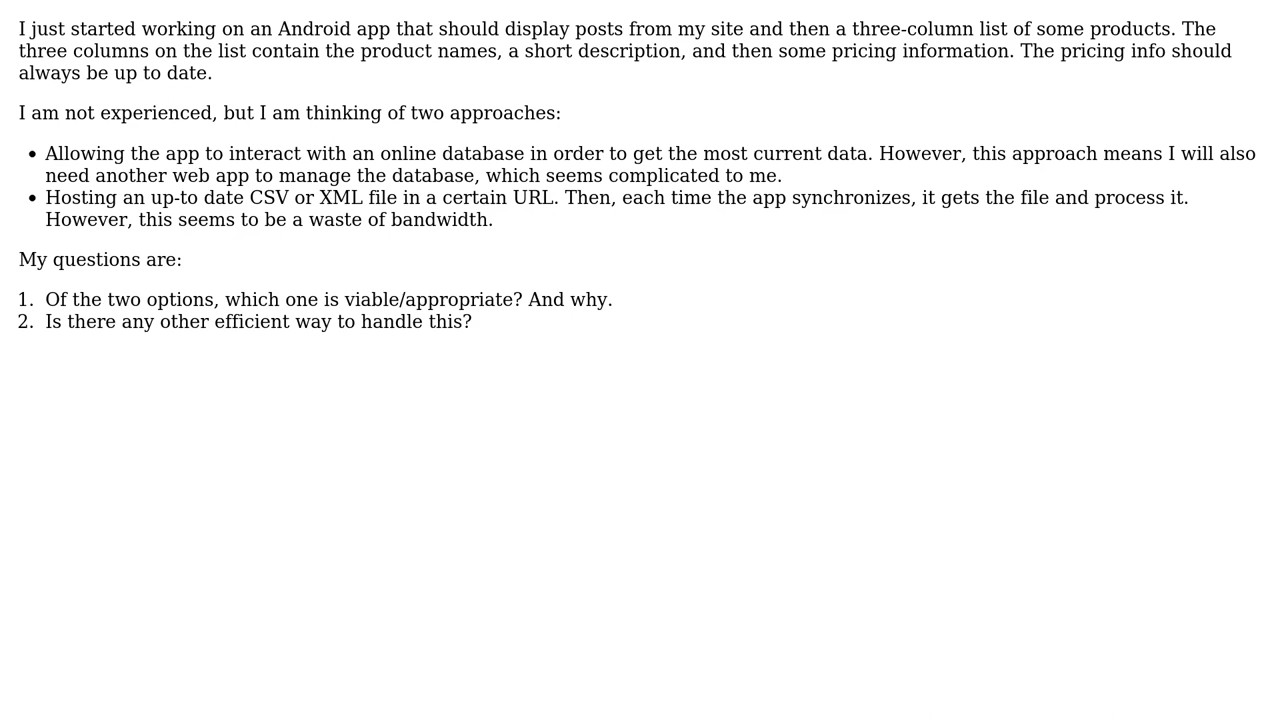 I just started working on an Android app that should display posts from my site and then a three-column list of some products. The
three columns on the list contain the product names, a short description, and then some pricing information. The pricing info should
always be up to date.
I am not experienced, but I am thinking of two approaches:
• Allowing the app to interact with an online database in order to get the most current data. However, this approach means I will also
need another web app to manage the database, which seems complicated to me.
• Hosting an up-to date CSV or XML file in a certain URL. Then, each time the app synchronizes, it gets the file and process it.
However, this seems to be a waste of bandwidth.
My questions are:
1. Of the two options, which one is viable/appropriate? And why.
2. Is there any other efficient way to handle this?